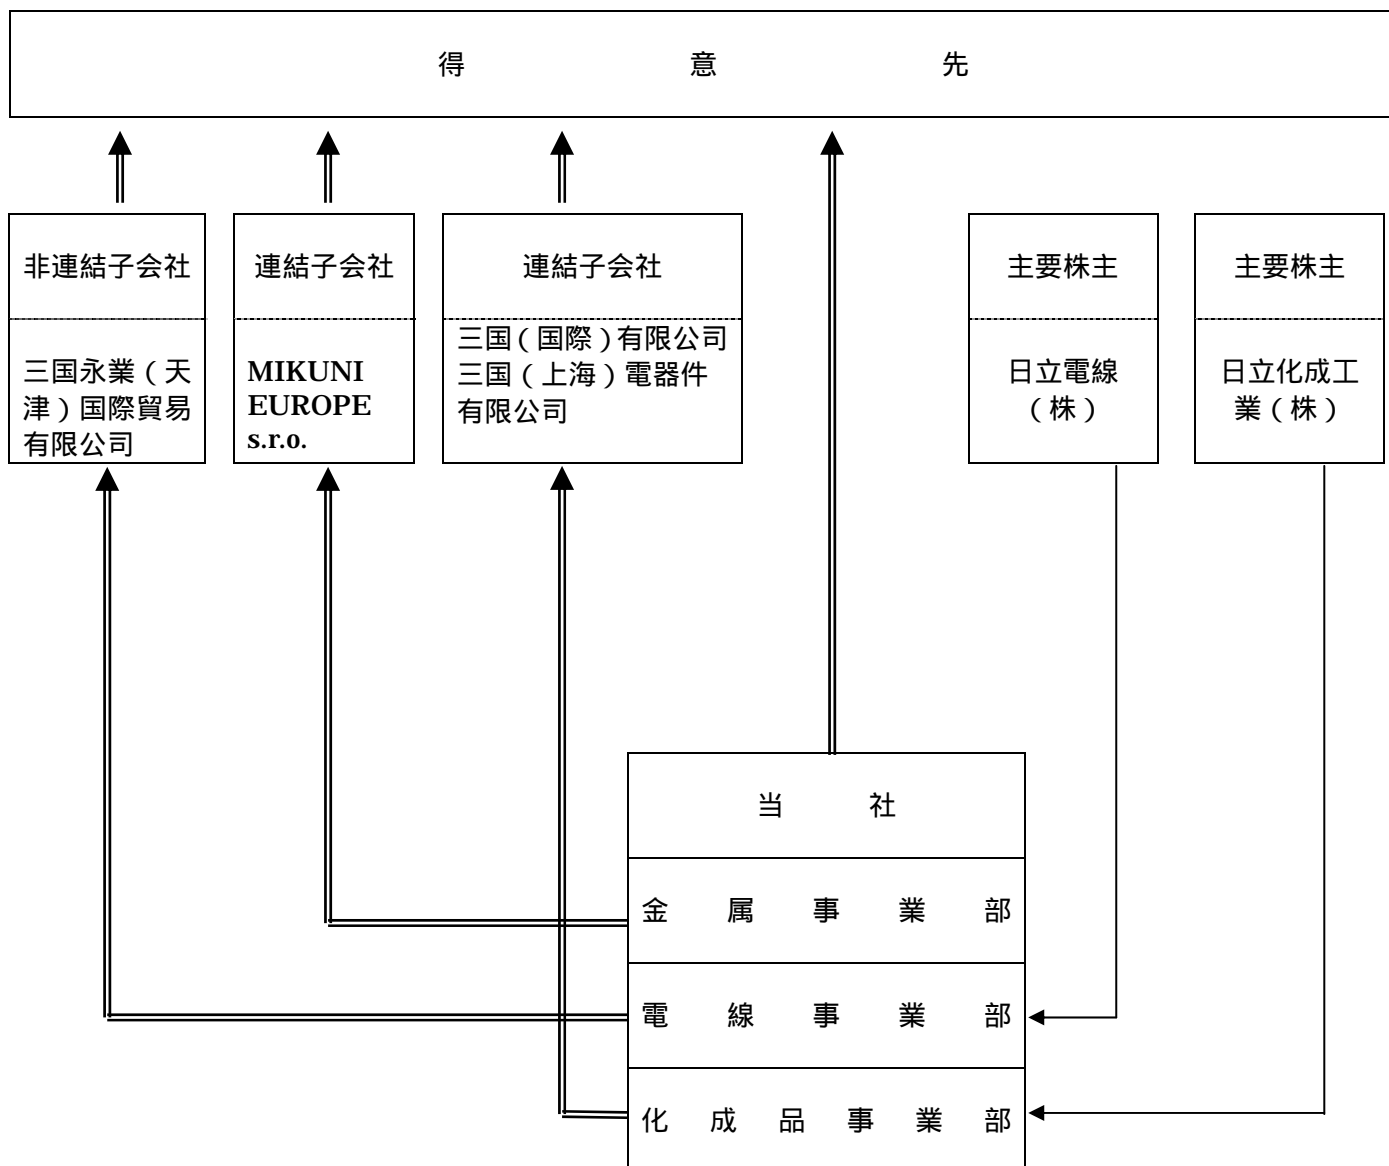 得意先
非連結子会社
三国永業（天
津）国際貿易
有限公司
連結子会社
MIKUNI
EUROPE
s.r.o.
連結子会社
三国（国際）有限公司
三国（上海）電器件
有限公司
主要株主
日立電線
（株）
主要株主
日立化成工
業（株）
当社
金属事業部
電線事業部
化成品事業部